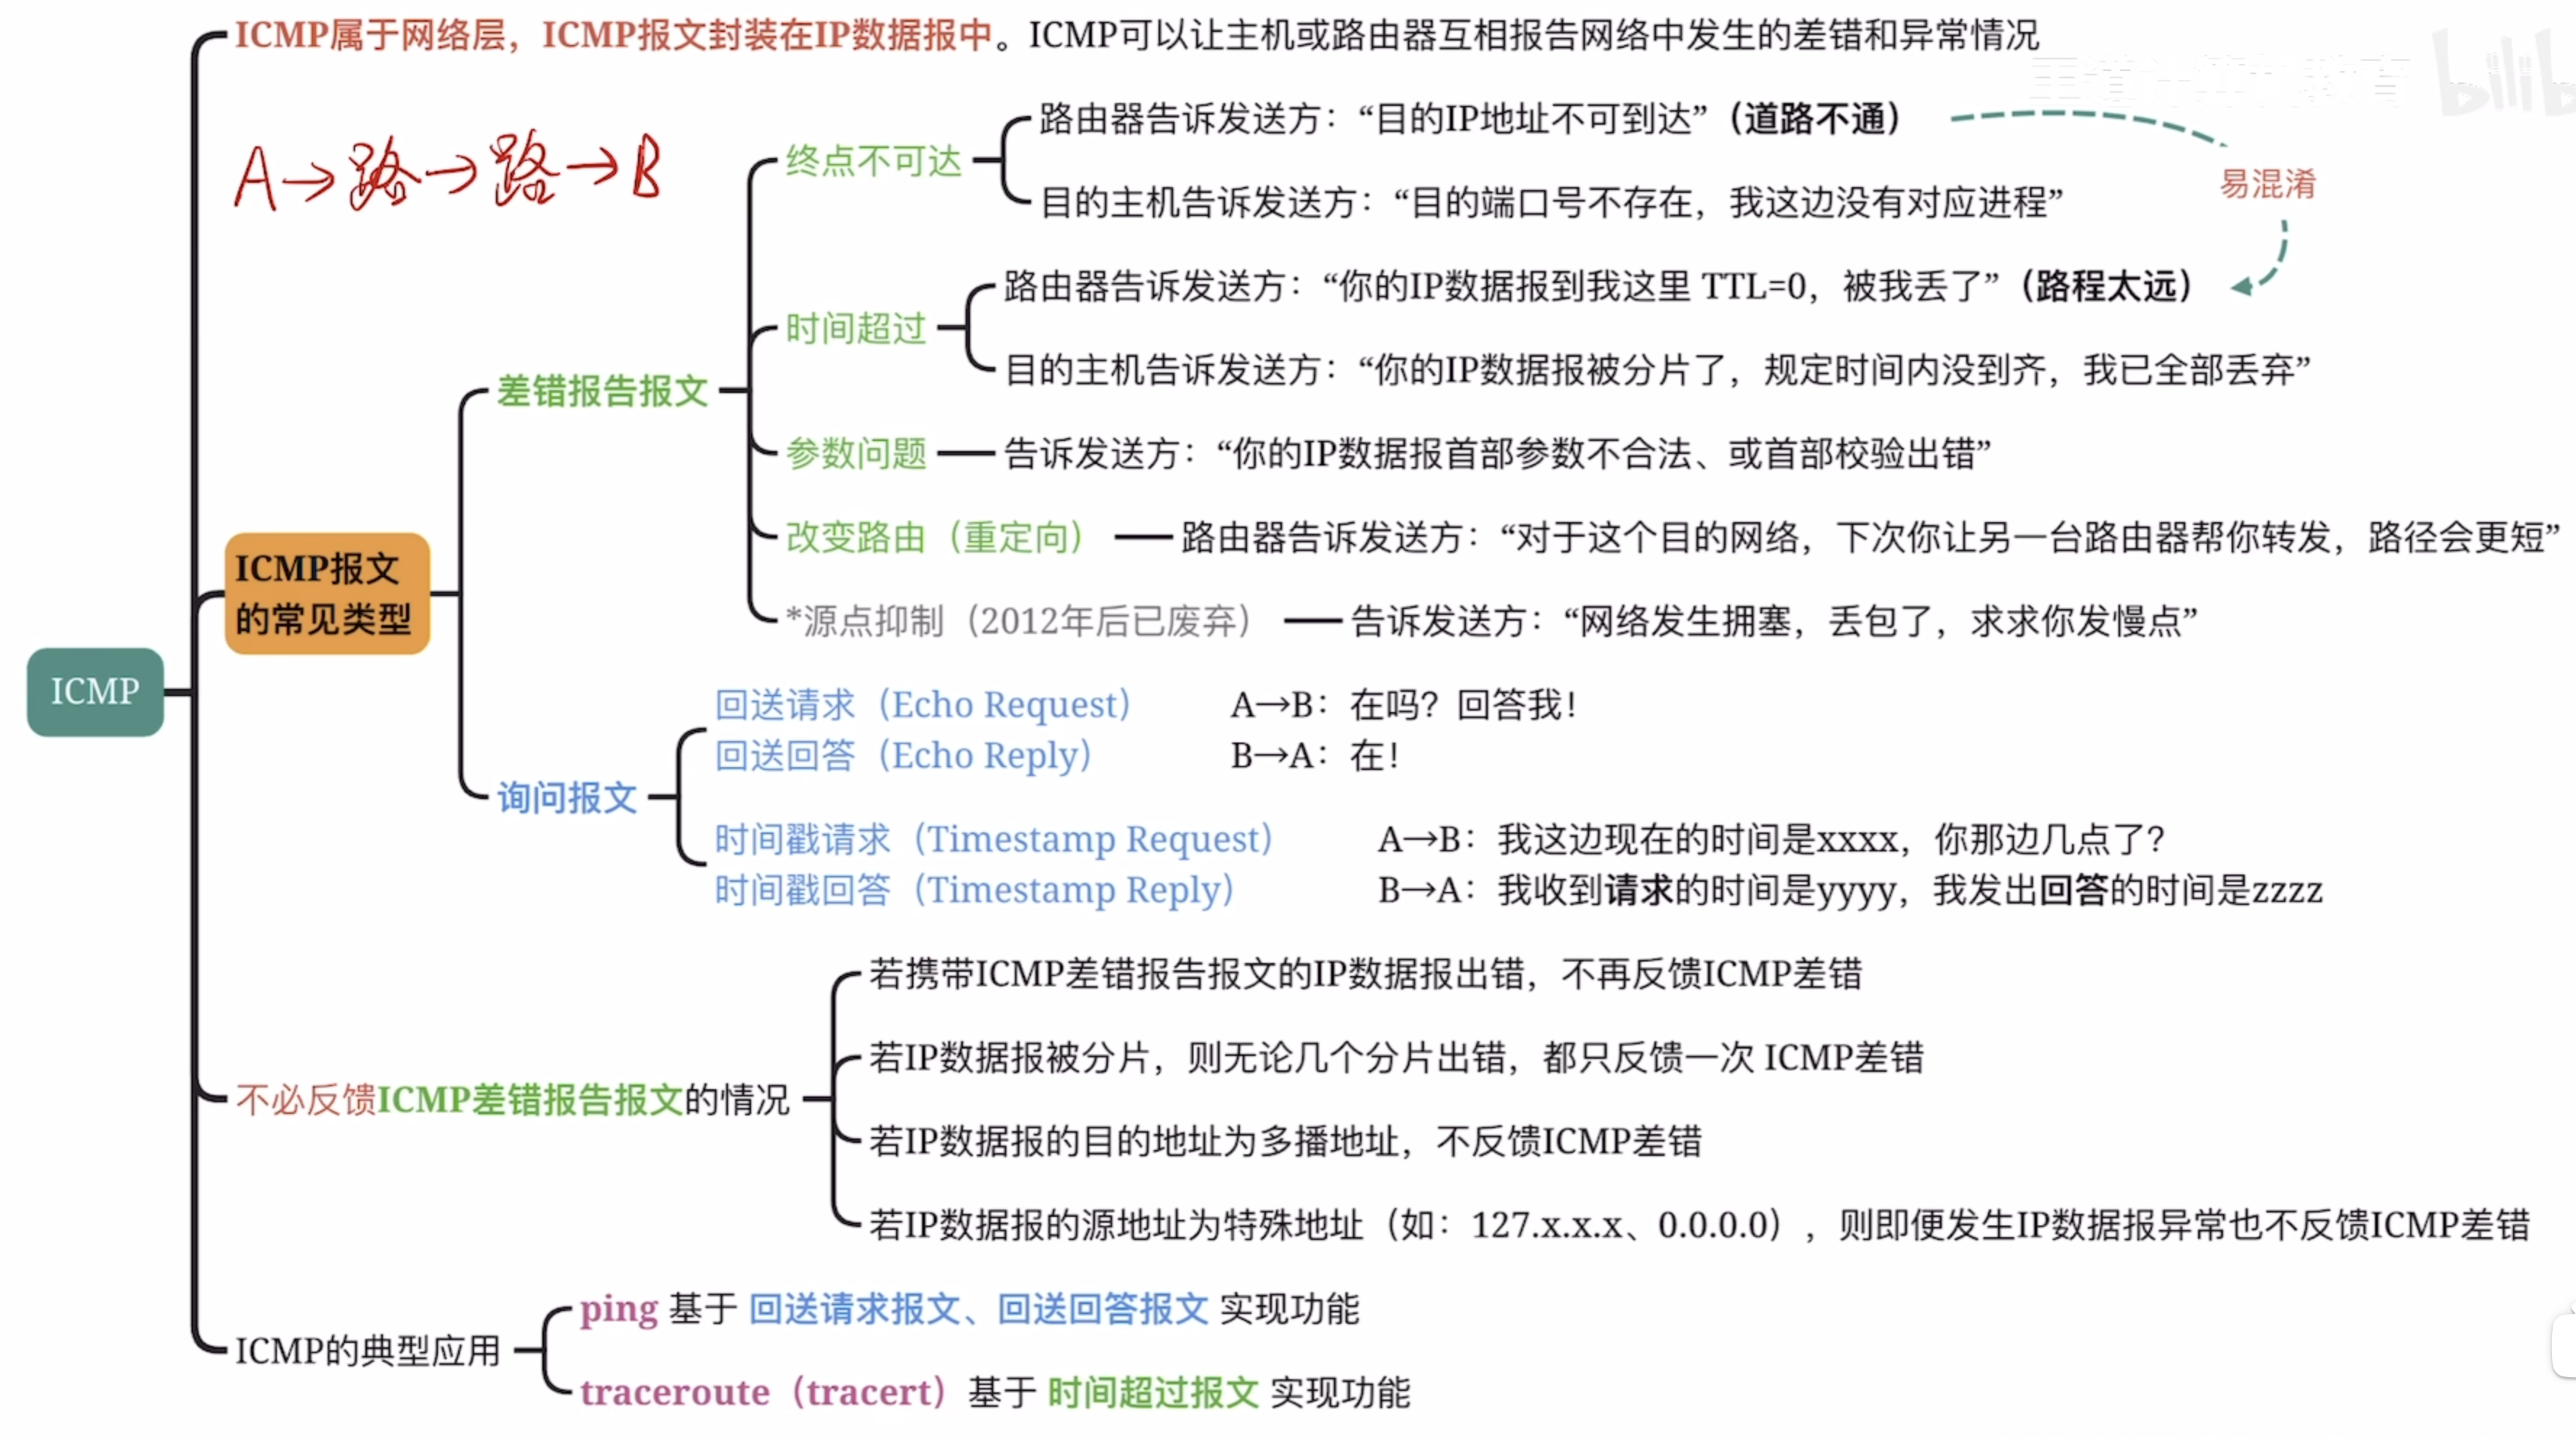 ICMP属于网络层，ICMP报文封装在IP数据报中。ICMP可以让主机或路由器互相报告网络中发生的差错和异常情况
王道计算机教育
A→路→路→B
路由器告诉发送方：“目的IP地址不可到达”（道路不通）
终点不可达
易混淆
目的主机告诉发送方：“目的端口号不存在，我这边没有对应进程”
路由器告诉发送方：“你的IP数据报到我这里 TTL=0，被我丢了”（路程太远）
时间超过
目的主机告诉发送方：“你的IP数据报被分片了，规定时间内没到齐，我已全部丢弃”
差错报告报文
参数问题
告诉发送方：“你的IP数据报首部参数不合法、或首部校验出错”
改变路由（重定向）
路由器告诉发送方：“对于这个目的网络，下次你让另一台路由器帮你转发，路径会更短”
ICMP报文
的常见类型
*源点抑制（2012年后已废弃）
告诉发送方：“网络发生拥塞，丢包了，求求你发慢点”
ICMP
回送请求（Echo Request） A→B：在吗？回答我！
回送回答（Echo Reply） B→A：在！
询问报文
时间戳请求（Timestamp Request） A→B：我这边现在的时间是xxxx，你那边几点了？
时间戳回答（Timestamp Reply） B→A：我收到请求的时间是yyyy，我发出回答的时间是zzzz
若携带ICMP差错报告报文的IP数据报出错，不再反馈ICMP差错
若IP数据报被分片，则无论几个分片出错，都只反馈一次 ICMP差错
不必反馈ICMP差错报告报文的情况
若IP数据报的目的地址为多播地址，不反馈ICMP差错
若IP数据报的源地址为特殊地址（如：127.x.x.x、0.0.0.0），则即便发生IP数据报异常也不反馈ICMP差错
ping 基于 回送请求报文、回送回答报文 实现功能
ICMP的典型应用
traceroute（tracert）基于 时间超过报文 实现功能